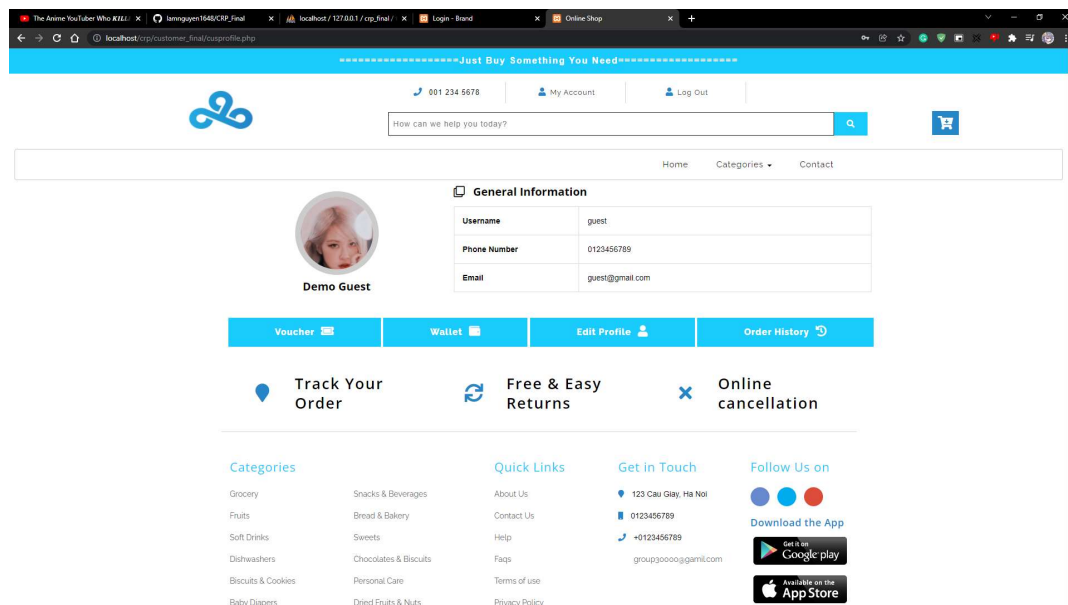 The Anime YouTuber Who KILL
lamnguyen1648/CRP_Final
localhost / 127.0.0.1 / crp_final /
Login - Brand
Online Shop
localhost/crp/customer_final/cusprofile.php
===================Just Buy Something You Need===================
001 234 5678
My Account
Log Out
How can we help you today?
Home
Categories
Contact
General Information
Username
guest
Phone Number
0123456789
Email
guest@gmail.com
Demo Guest
Voucher
Wallet
Edit Profile
Order History
Track Your
Order
Free & Easy
Returns
Online
cancellation
Categories
Grocery
Fruits
Soft Drinks
Dishwashers
Biscuits & Cookies
Baby Diapers
Snacks & Beverages
Bread & Bakery
Sweets
Chocolates & Biscuits
Personal Care
Dried Fruits & Nuts
Quick Links
About Us
Contact Us
Help
Faqs
Terms of use
Privacy Policy
Get in Touch
123 Cau Giay, Ha Noi
0123456789
+0123456789
group30000@gamil.com
Follow Us on
Download the App
Get it on
Google play
Available on the
App Store